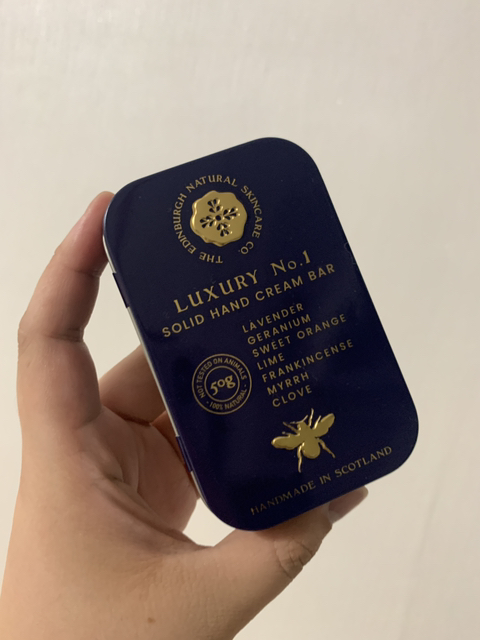 THE EDINBURGH NATURAL SKINCARE CO.
LUXURY No.1
SOLID HAND CREAM BAR
LAVENDER
GERANIUM
SWEET ORANGE
LIME
FRANKINCENSE
MYRRH
CLOVE
NOT TESTED ON ANIMALS
50g
100% NATURAL
HANDMADE IN SCOTLAND